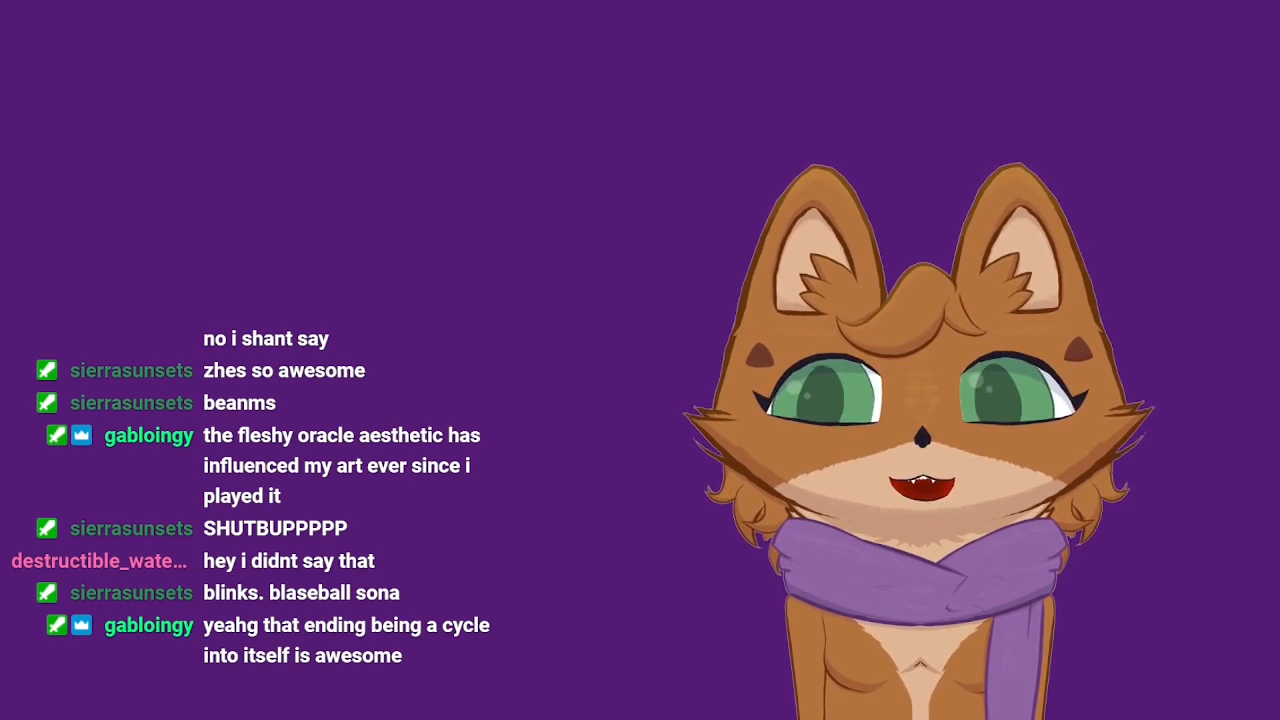 no i shant say
sierrasunsets zhes so awesome
sierrasunsets beanms
gabloingy the fleshy oracle aesthetic has
influenced my art ever since i
played it
sierrasunsets SHUTBUPPPPP
destructible_wate... hey i didnt say that
sierrasunsets blinks. blaseball sona
gabloingy yeahg that ending being a cycle
into itself is awesome